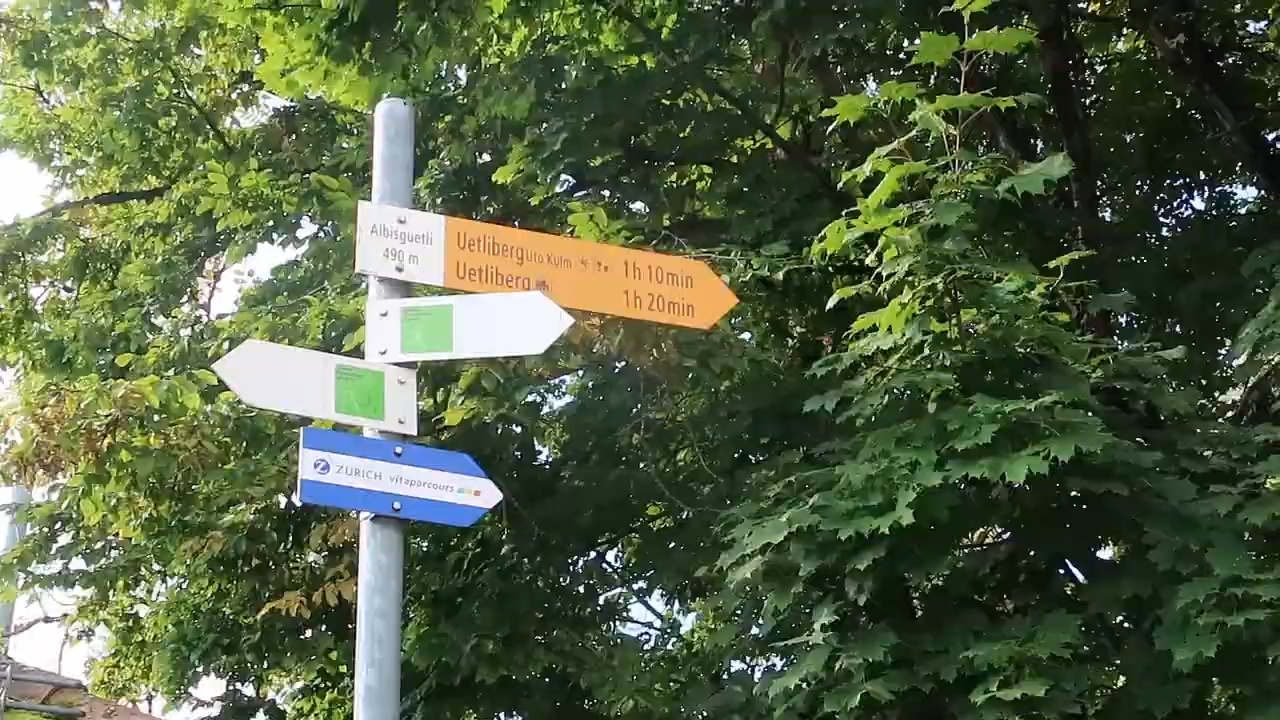 Albisguetli
490 m
Uetliberg Uto Kulm 1h 10min
Uetliberg 1h 20min
ZURICH vitaparcours